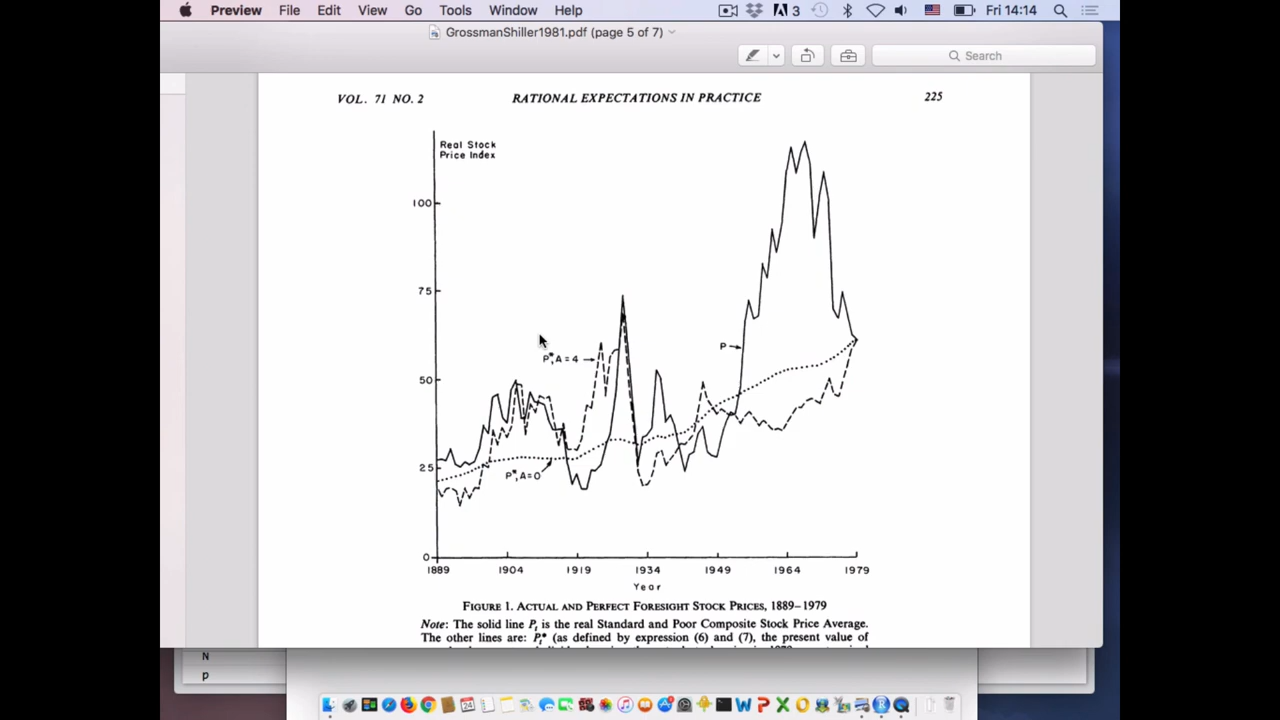 Preview File Edit View Go Tools Window Help 3 Fri 14:14
GrossmanShiller1981.pdf (page 5 of 7)
Search
VOL. 71 NO. 2 RATIONAL EXPECTATIONS IN PRACTICE 225
Real Stock
Price Index
100
75
P
P*, A=4
50
25
P*, A=0
0
1889 1904 1919 1934 1949 1964 1979
Year
FIGURE 1. ACTUAL AND PERFECT FORESIGHT STOCK PRICES, 1889–1979
Note: The solid line Pt is the real Standard and Poor Composite Stock Price Average.
The other lines are: Pt* (as defined by expression (6) and (7), the present value of
N
p
24